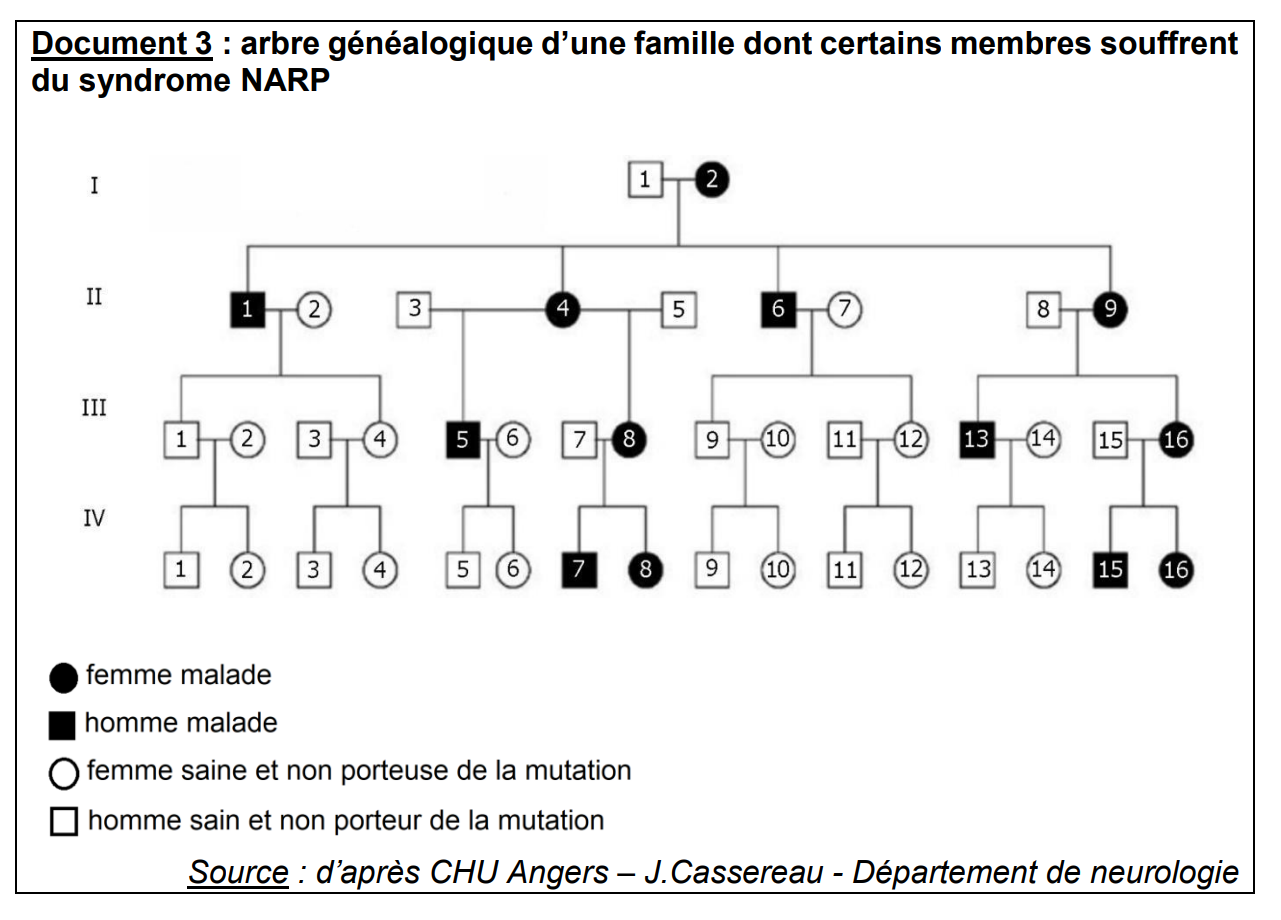 Document 3 : arbre généalogique d’une famille dont certains membres souffrent
du syndrome NARP
I
1 2
II
1 2 3 4 5 6 7 8 9
III
1 2 3 4 5 6 7 8 9 10 11 12 13 14 15 16
IV
1 2 3 4 5 6 7 8 9 10 11 12 13 14 15 16
femme malade
homme malade
femme saine et non porteuse de la mutation
homme sain et non porteur de la mutation
Source : d’après CHU Angers – J.Cassereau - Département de neurologie